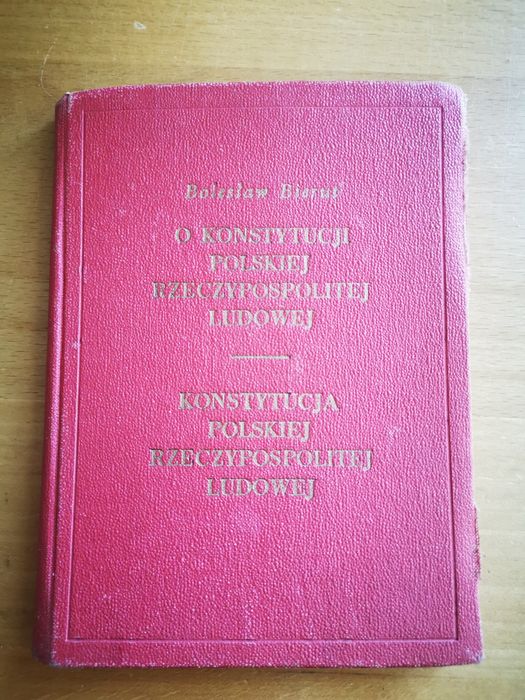 Bolesław Bierut
O KONSTYTUCJI
POLSKIEJ
RZECZYPOSPOLITEJ
LUDOWEJ
KONSTYTUCJA
POLSKIEJ
RZECZYPOSPOLITEJ
LUDOWEJ